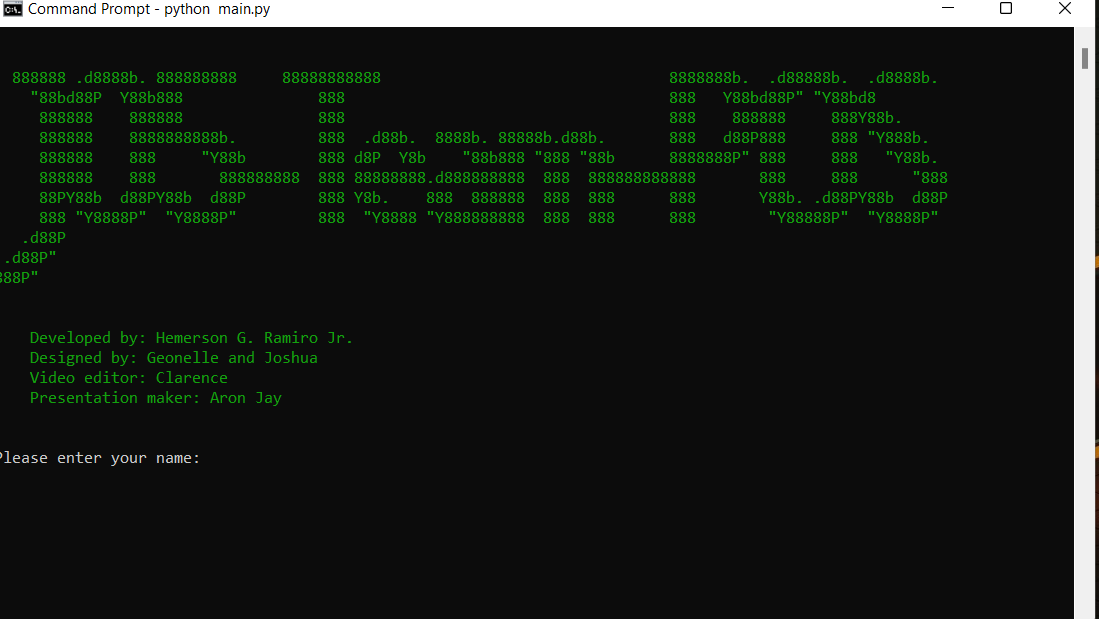 Command Prompt - python  main.py
888888 .d8888b. 888888888     88888888888                                8888888b.  .d88888b.  .d8888b.
"88bd88P  Y88b888               888                                    888   Y88bd88P" "Y88bd8
888888    888888               888                                    888    888888     888Y88b.
888888    8888888888b.         888  .d88b.  8888b. 88888b.d88b.       888   d88P888     888 "Y888b.
888888    888     "Y88b        888 d8P  Y8b    "88b888 "888 "88b      8888888P" 888     888   "Y88b.
888888    888       888888888  888 88888888.d888888888  888  888888888888       888     888      "888
88PY88b  d88PY88b  d88P        888 Y8b.    888  888888  888  888      888       Y88b. .d88PY88b  d88P
888 "Y8888P"  "Y8888P"         888  "Y8888 "Y888888888  888  888      888        "Y88888P"  "Y8888P"
.d88P
.d88P"
888P"
Developed by: Hemerson G. Ramiro Jr.
Designed by: Geonelle and Joshua
Video editor: Clarence
Presentation maker: Aron Jay
Please enter your name: